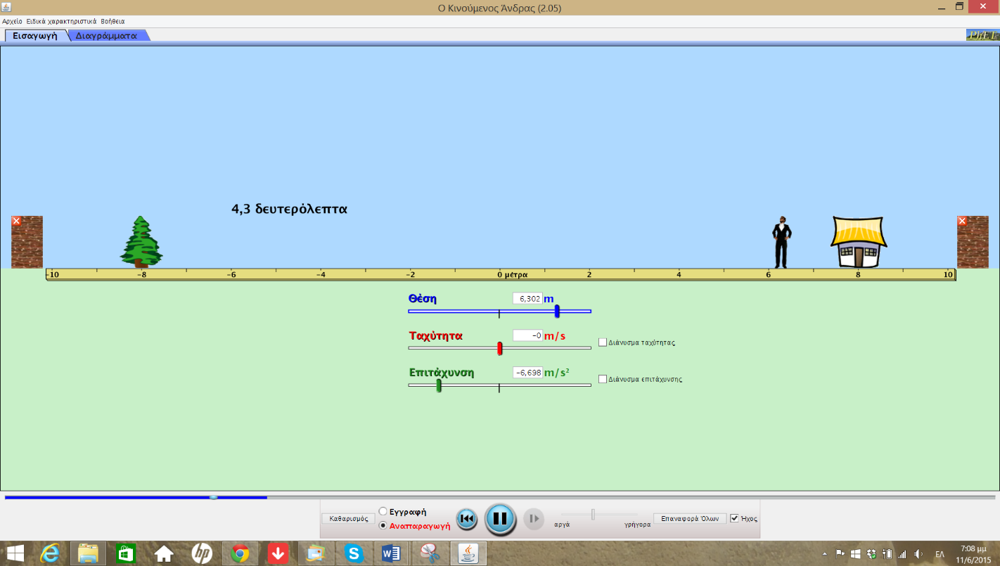 Ο Κινούμενος Άνδρας (2.05)
Αρχείο Ειδικά χαρακτηριστικά Βοήθεια
Εισαγωγή Διαγράμματα
PhET
4,3 δευτερόλεπτα
-10 -8 -6 -4 -2 0 μέτρα 2 4 6 8 10
Θέση 6,302 m
Ταχύτητα -0 m/s Διάνυσμα ταχύτητας
Επιτάχυνση -6,698 m/s² Διάνυσμα επιτάχυνσης
Καθαρισμός
Εγγραφή
Αναπαραγωγή
αργά γρήγορα
Επαναφορά Όλων
Ήχος
hp
ΕΛ
7:08 μμ
11/6/2015